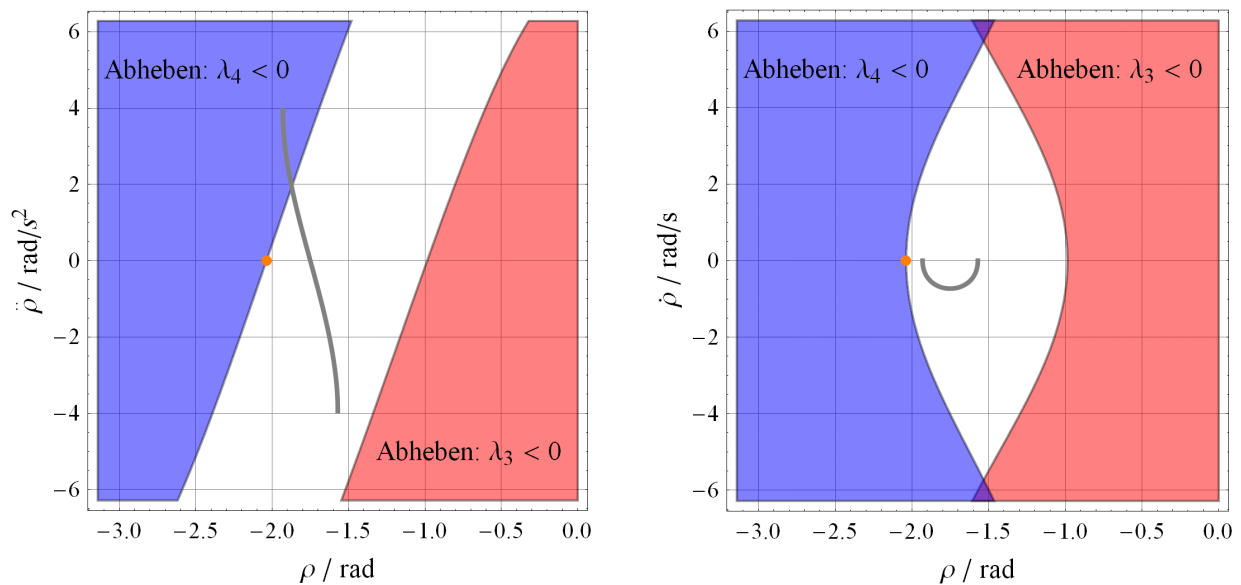 6
4
2
0
−2
−4
−6
ρ̈ / rad/s²
Abheben: λ₄ < 0
Abheben: λ₃ < 0
−3.0 −2.5 −2.0 −1.5 −1.0 −0.5 0.0
ρ / rad
6
4
2
0
−2
−4
−6
ρ̇ / rad/s
Abheben: λ₄ < 0
Abheben: λ₃ < 0
−3.0 −2.5 −2.0 −1.5 −1.0 −0.5 0.0
ρ / rad